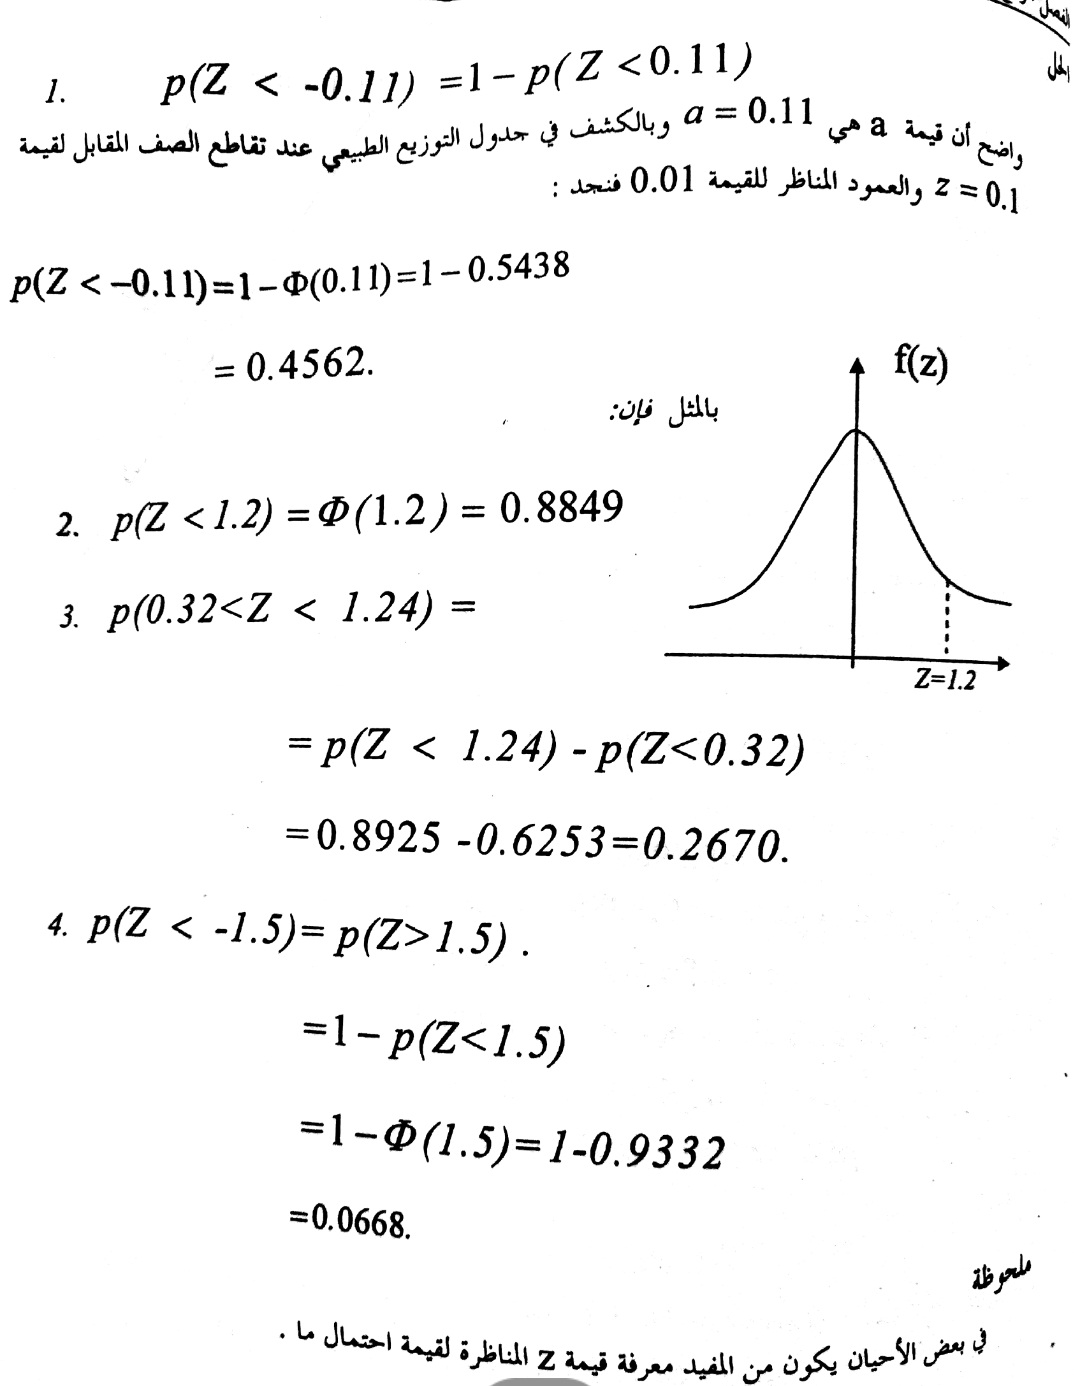 الفصل
الحل
1. p(Z < -0.11) =1− p( Z <0.11)
واضح أن قيمة a هي a = 0.11 وبالكشف في جدول التوزيع الطبيعي عند تقاطع الصف المقابل لقيمة
z = 0.1 والعمود المناظر للقيمة 0.01 فنجد :
p(Z < −0.11)=1−Φ(0.11)=1−0.5438
= 0.4562.
f(z)
بالمثل فإن:
2. p(Z <1.2) =Φ(1.2) = 0.8849
3. p(0.32<Z < 1.24) =
Z=1.2
= p(Z < 1.24) - p(Z<0.32)
=0.8925 -0.6253=0.2670.
4. p(Z < -1.5)= p(Z>1.5) .
=1− p(Z<1.5)
=1−Φ(1.5)=1-0.9332
=0.0668.
ملحوظة
في بعض الأحيان يكون من المفيد معرفة قيمة Z المناظرة لقيمة احتمال ما .